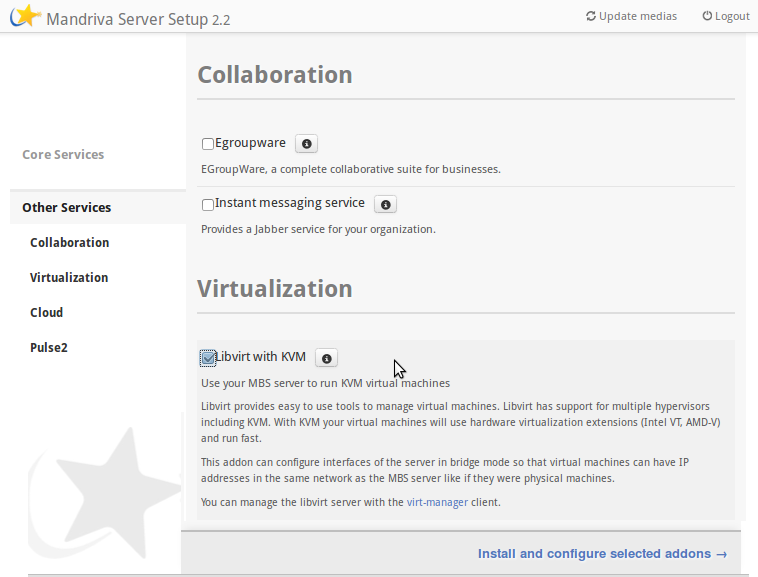 Mandriva Server Setup 2.2
Update medias
Logout
Core Services
Other Services
Collaboration
Virtualization
Cloud
Pulse2
Collaboration
Egroupware
EGroupWare, a complete collaborative suite for businesses.
Instant messaging service
Provides a Jabber service for your organization.
Virtualization
Libvirt with KVM
Use your MBS server to run KVM virtual machines
Libvirt provides easy to use tools to manage virtual machines. Libvirt has support for multiple hypervisors
including KVM. With KVM your virtual machines will use hardware virtualization extensions (Intel VT, AMD-V)
and run fast.
This addon can configure interfaces of the server in bridge mode so that virtual machines can have IP
addresses in the same network as the MBS server like if they were physical machines.
You can manage the libvirt server with the virt-manager client.
Install and configure selected addons →